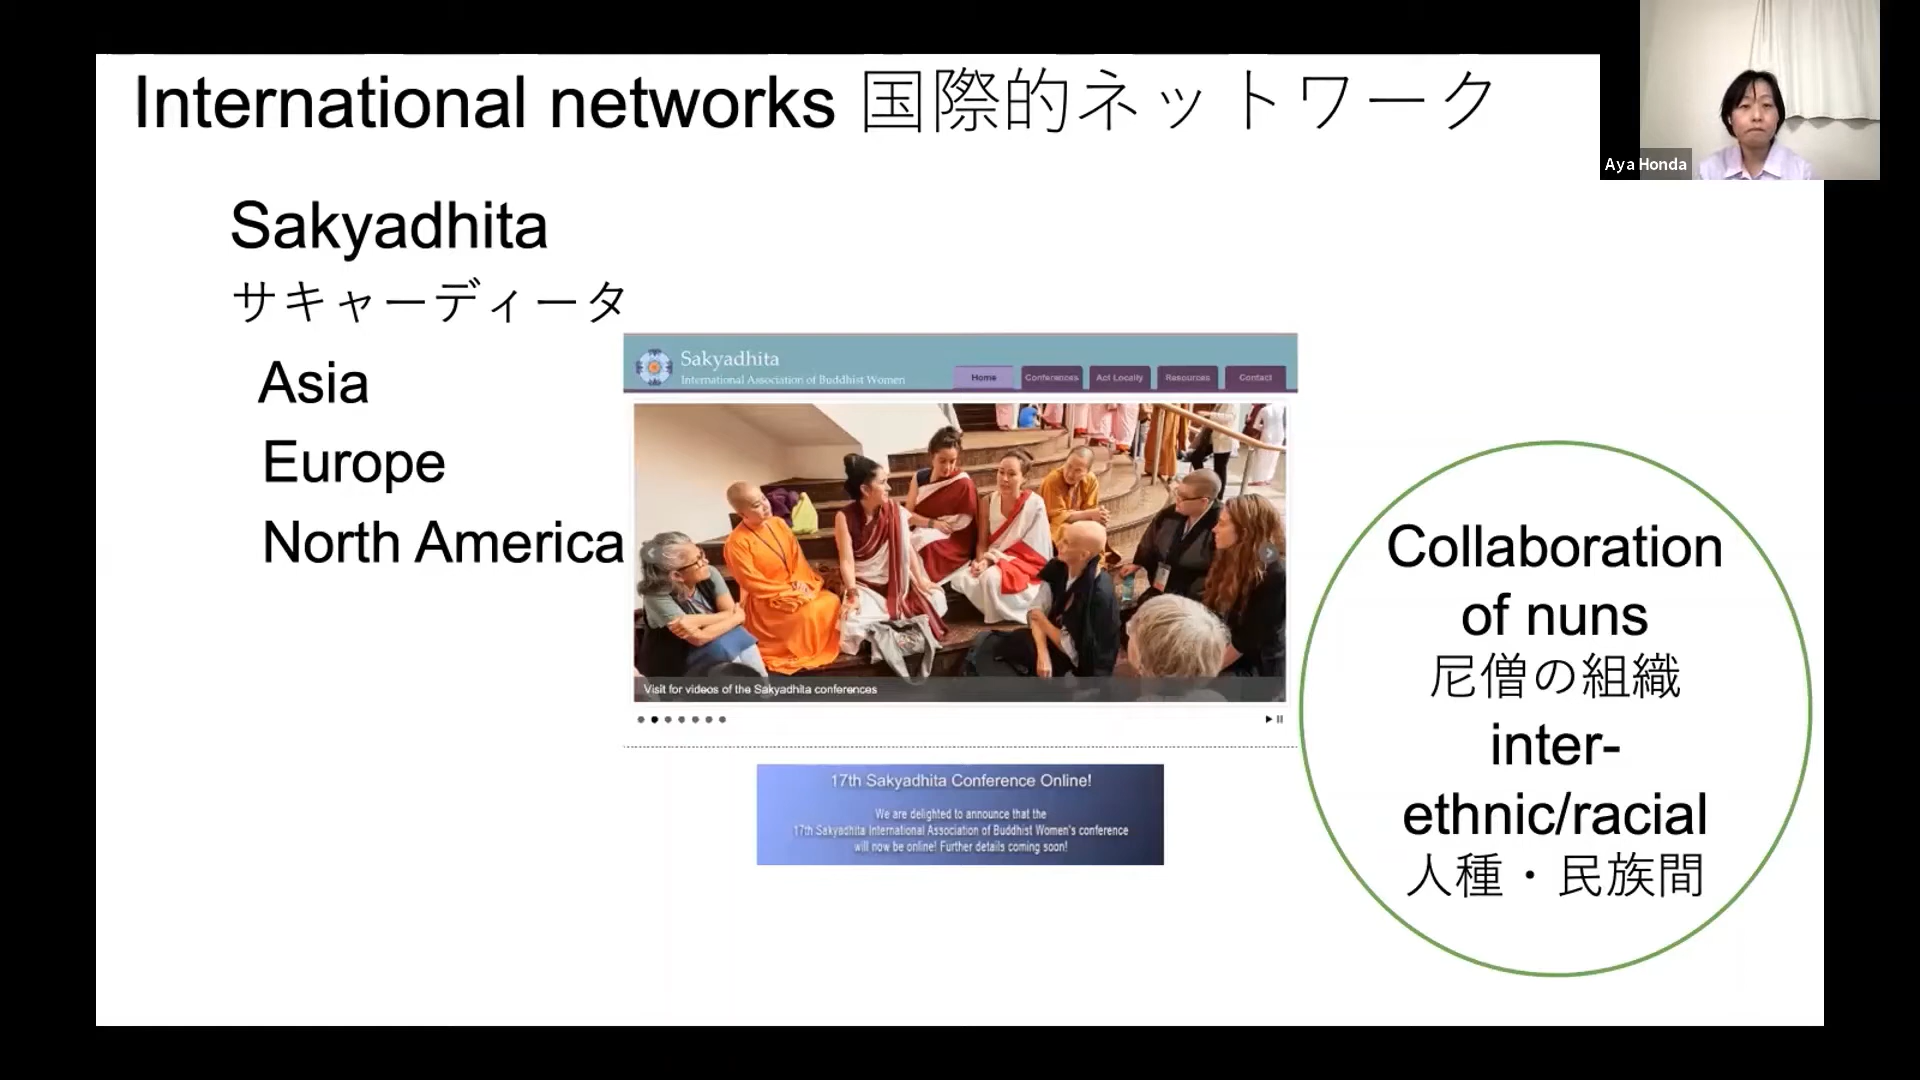 International networks 国際的ネットワーク
Aya Honda
Sakyadhita
サキャーディータ
Asia
Europe
North America
Sakyadhita
International Association of Buddhist Women
Home Conferences Act Locally Resources Contact
Visit for videos of the Sakyadhita conferences
17th Sakyadhita Conference Online!
We are delighted to announce that the
17th Sakyadhita International Association of Buddhist Women's conference
will now be online! Further details coming soon!
Collaboration
of nuns
尼僧の組織
inter-
ethnic/racial
人種・民族間